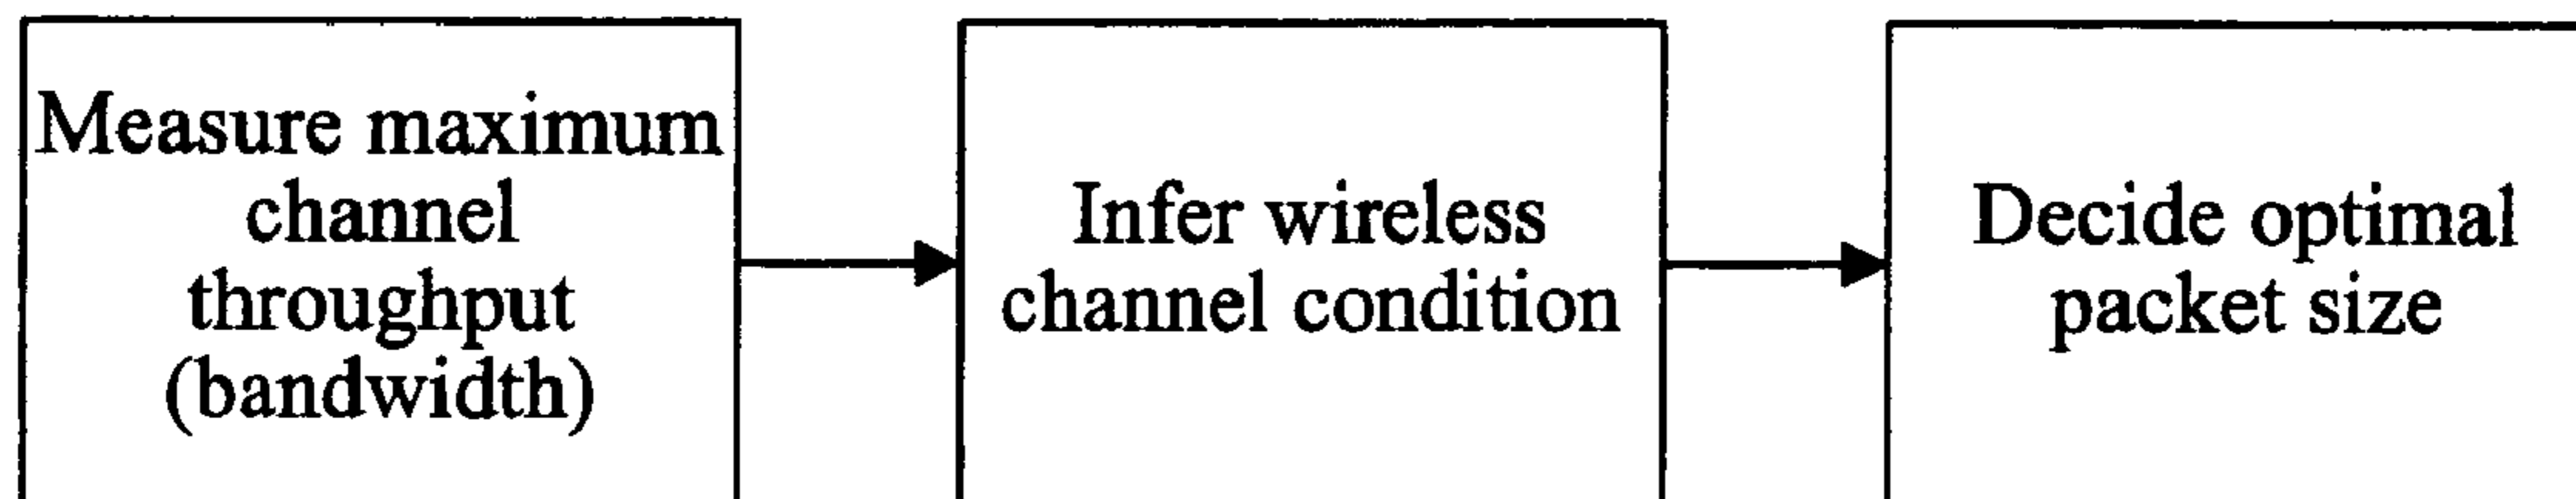 Measure maximum
channel
throughput
(bandwidth)
Infer wireless
channel condition
Decide optimal
packet size